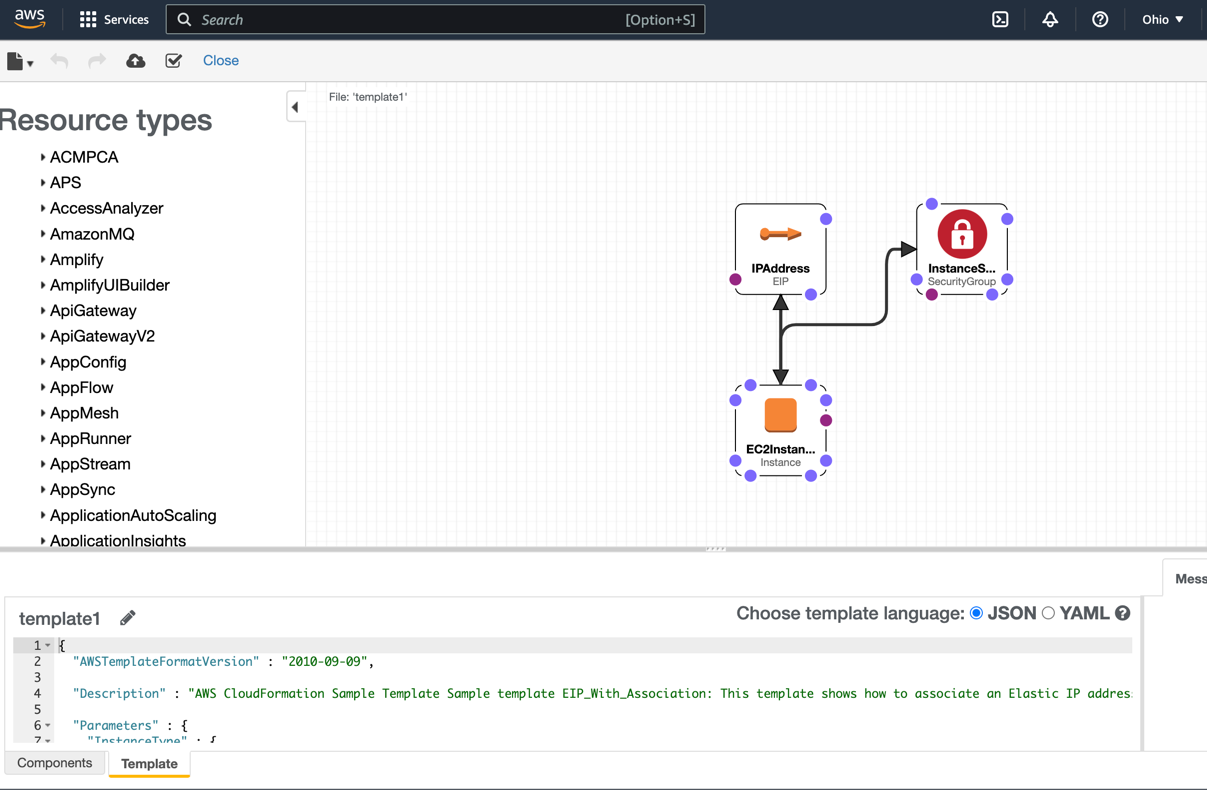 aws
Services
Search
[Option+S]
Ohio
Close
File: 'template1'
Resource types
ACMPCA
APS
AccessAnalyzer
AmazonMQ
Amplify
AmplifyUIBuilder
ApiGateway
ApiGatewayV2
AppConfig
AppFlow
AppMesh
AppRunner
AppStream
AppSync
ApplicationAutoScaling
ApplicationInsights
IPAddress
EIP
InstanceS...
SecurityGroup
EC2Instan...
Instance
Mess
template1
Choose template language: JSON YAML
1 {
2 "AWSTemplateFormatVersion" : "2010-09-09",
3
4 "Description" : "AWS CloudFormation Sample Template Sample template EIP_With_Association: This template shows how to associate an Elastic IP addres
5
6 "Parameters" : {
7 "InstanceType" : {
Components
Template